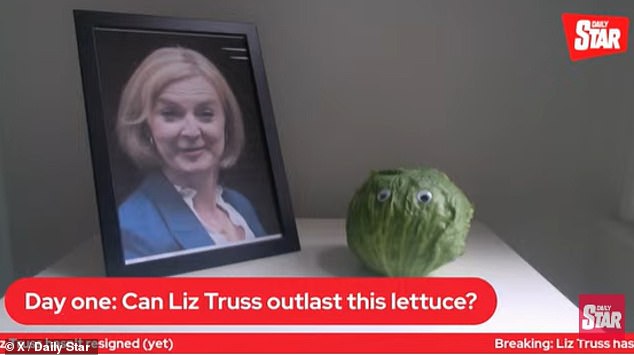 DAILY
STAR
Day one: Can Liz Truss outlast this lettuce?
DAILY
STAR
resigned (yet)
Breaking: Liz Truss has
© X / Daily Star